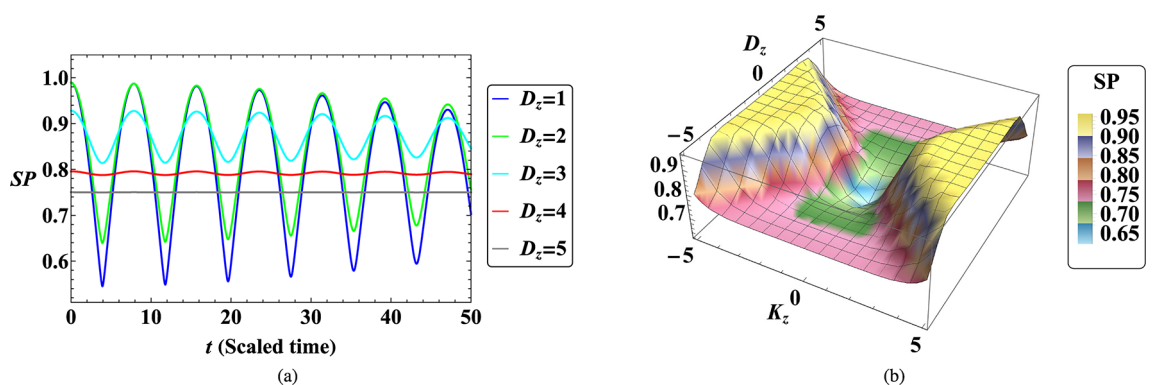 1.0
0.9
0.8
0.7
0.6
SP
0 10 20 30 40 50
t (Scaled time)
(a)
D_z=1
D_z=2
D_z=3
D_z=4
D_z=5
5
D_z
0
−5
0.9
0.8
0.7
−5
0
K_z
5
(b)
SP
0.95
0.90
0.85
0.80
0.75
0.70
0.65